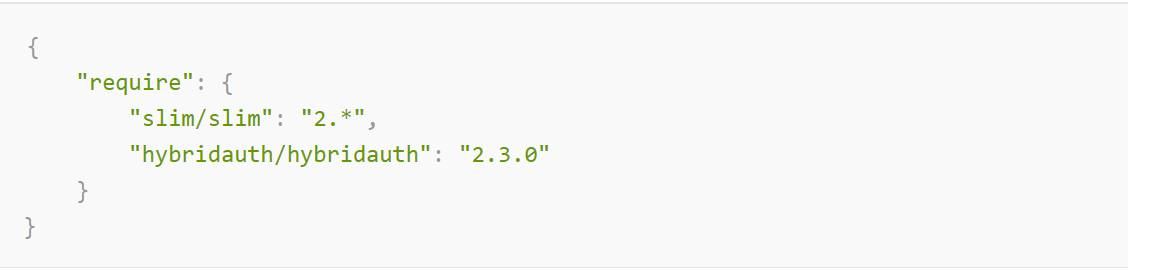 {
    "require": {
        "slim/slim": "2.*",
        "hybridauth/hybridauth": "2.3.0"
    }
}